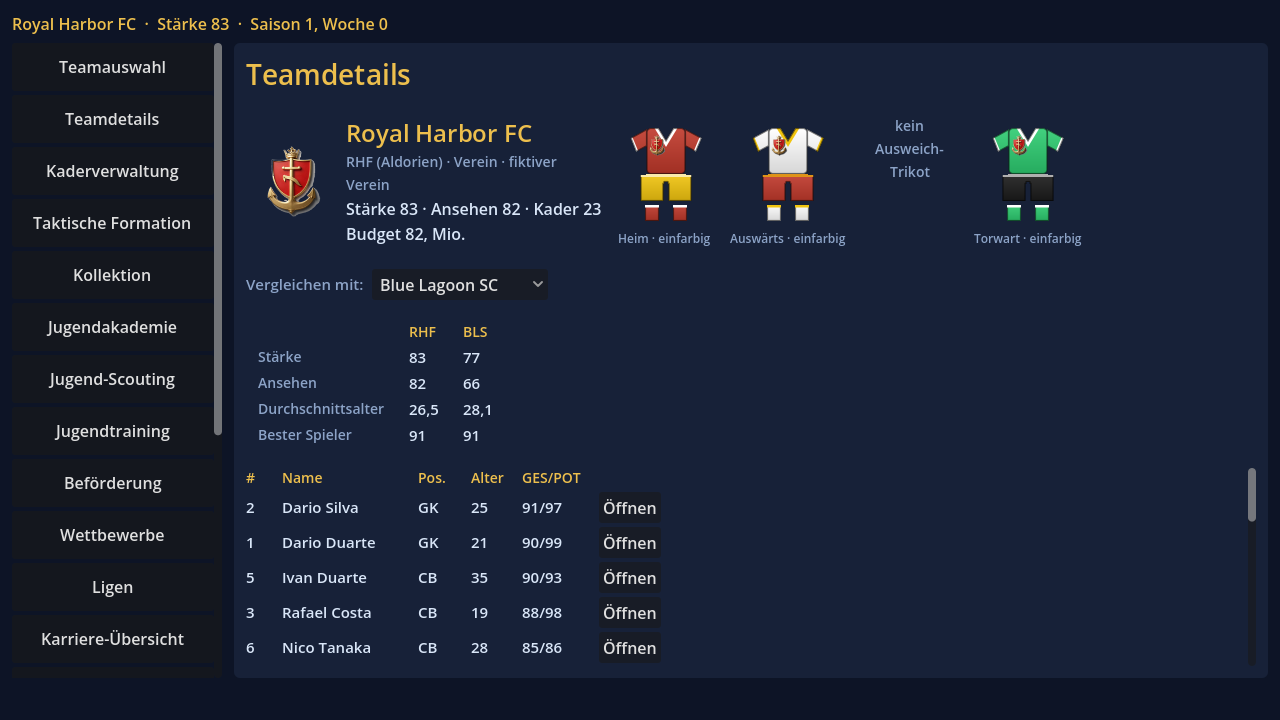 Royal Harbor FC · Stärke 83 · Saison 1, Woche 0
Teamauswahl
Teamdetails
Kaderverwaltung
Taktische Formation
Kollektion
Jugendakademie
Jugend-Scouting
Jugendtraining
Beförderung
Wettbewerbe
Ligen
Karriere-Übersicht
Teamdetails
Royal Harbor FC
RHF (Aldorien) · Verein · fiktiver
Verein
Stärke 83 · Ansehen 82 · Kader 23
Budget 82, Mio.
Heim · einfarbig
Auswärts · einfarbig
kein
Ausweich-
Trikot
Torwart · einfarbig
Vergleichen mit: Blue Lagoon SC
RHF BLS
Stärke 83 77
Ansehen 82 66
Durchschnittsalter 26,5 28,1
Bester Spieler 91 91
# Name Pos. Alter GES/POT
2 Dario Silva GK 25 91/97 Öffnen
1 Dario Duarte GK 21 90/99 Öffnen
5 Ivan Duarte CB 35 90/93 Öffnen
3 Rafael Costa CB 19 88/98 Öffnen
6 Nico Tanaka CB 28 85/86 Öffnen